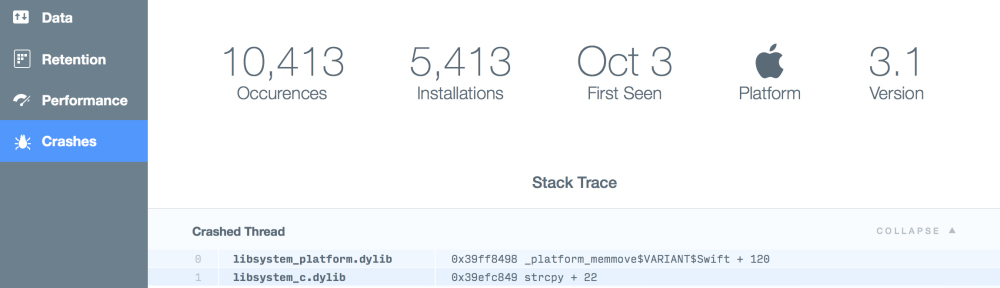 Data
Retention
Performance
Crashes
10,413 5,413 Oct 3 3.1
Occurences Installations First Seen Platform Version
Stack Trace
Crashed Thread COLLAPSE
0 libsystem_platform.dylib 0x39ff8498 _platform_memmove$VARIANT$Swift + 120
1 libsystem_c.dylib 0x39efc849 strcpy + 22